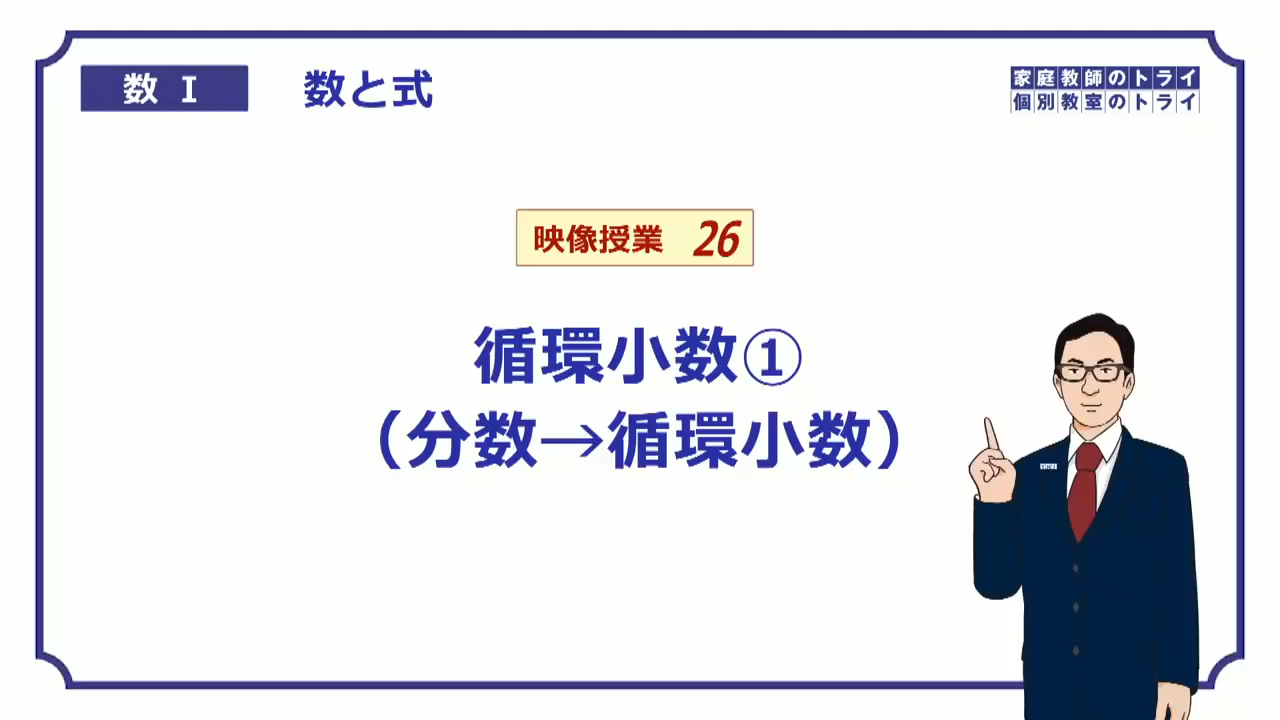 数Ⅰ 数と式
家庭教師のトライ
個別教室のトライ
映像授業 26
循環小数①
（分数→循環小数）